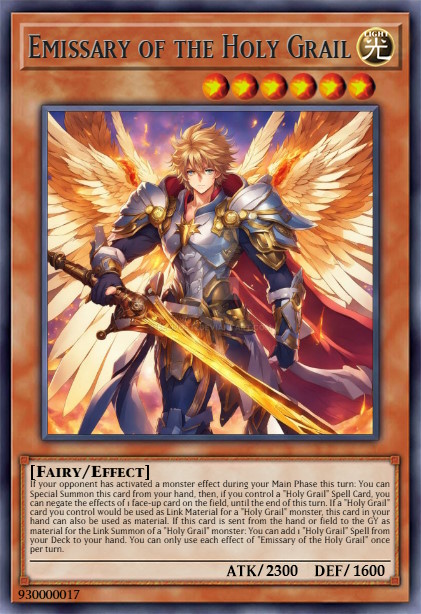 Emissary of the Holy Grail
LIGHT
光
[Fairy/Effect]
If your opponent has activated a monster effect during your Main Phase this turn: You can
Special Summon this card from your hand, then, if you control a "Holy Grail" Spell Card, you
can negate the effects of 1 face-up card on the field, until the end of this turn. If a "Holy Grail"
card you control would be used as Link Material for a "Holy Grail" monster, this card in your
hand can also be used as material. If this card is sent from the hand or field to the GY as
material for the Link Summon of a "Holy Grail" monster: You can add 1 "Holy Grail" Spell from
your Deck to your hand. You can only use each effect of "Emissary of the Holy Grail" once
per turn.
ATK/2300 DEF/1600
930000017